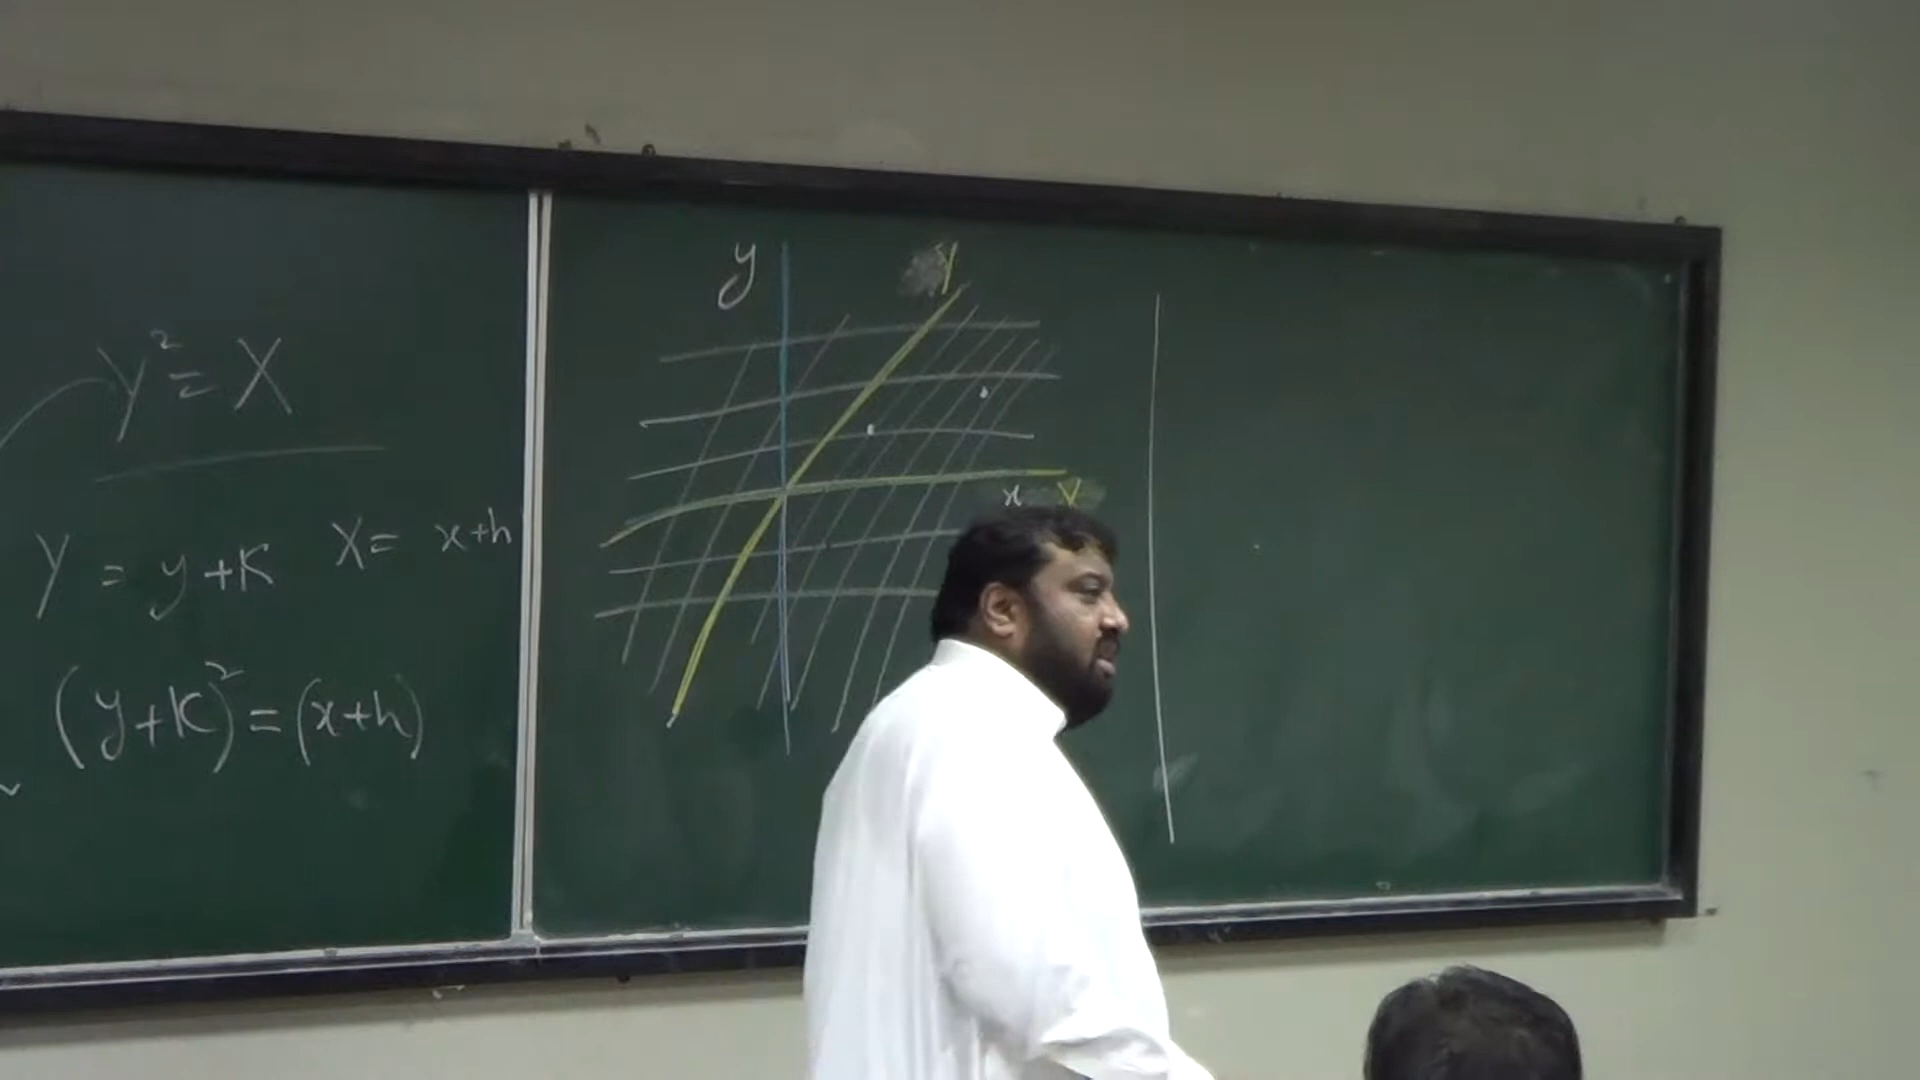 Y² = X
Y = y+K X = x+h
(y+K)² = (x+h)
y Y
x